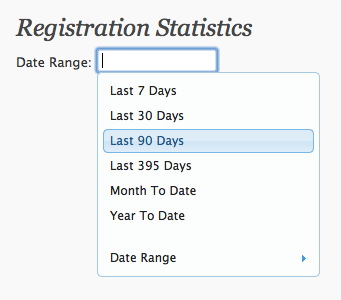 Registration Statistics
Date Range:
Last 7 Days
Last 30 Days
Last 90 Days
Last 395 Days
Month To Date
Year To Date
Date Range